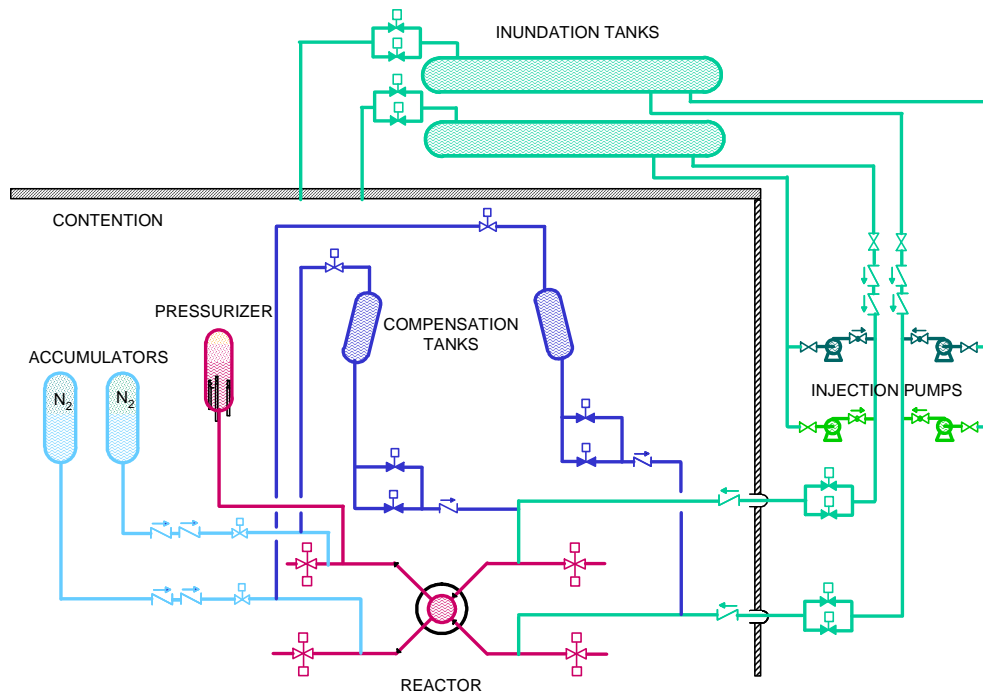 INUNDATION TANKS
CONTENTION
PRESSURIZER
COMPENSATION
TANKS
ACCUMULATORS
N2
N2
INJECTION PUMPS
REACTOR